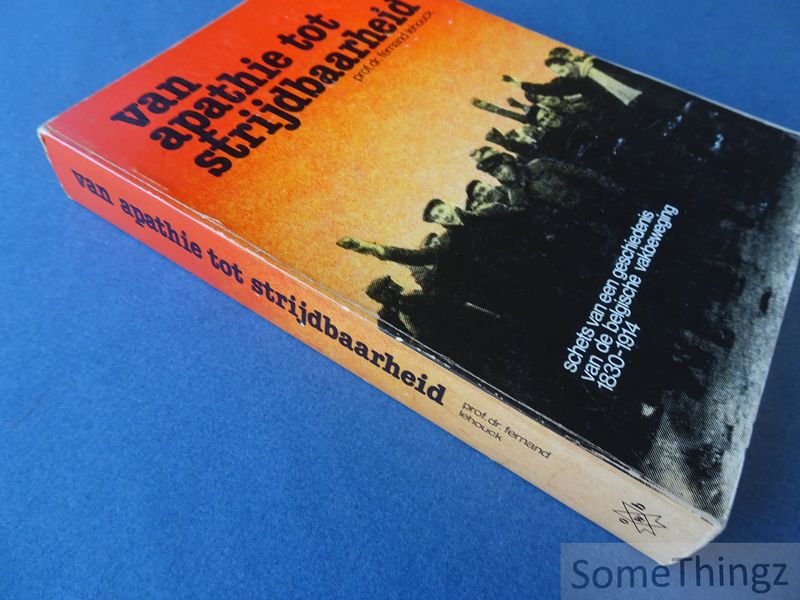 van
apathie tot
strijdbaarheid
prof.dr. fernand lehouck
schets van een geschiedenis
van de belgische vakbeweging
1830-1914
van apathie tot strijdbaarheid
prof.dr. fernand
lehouck
SomeThingz